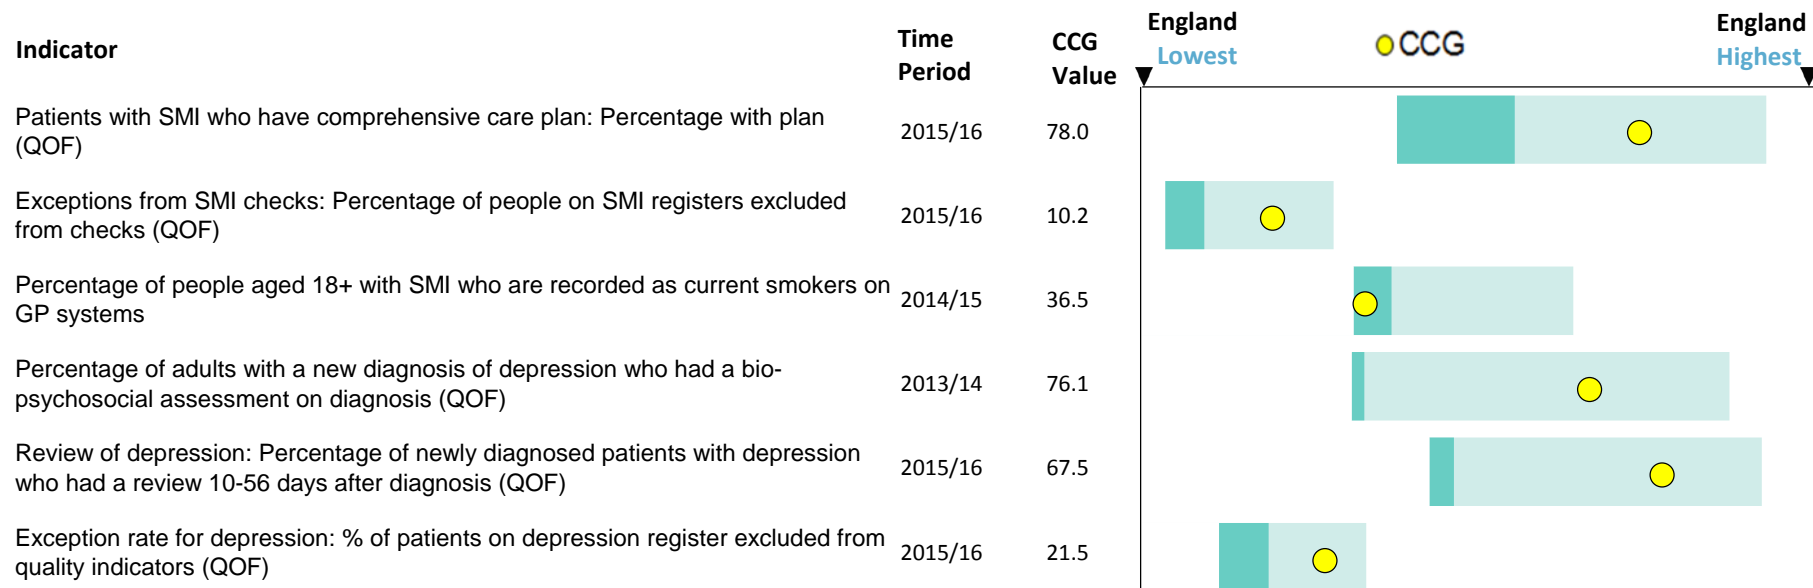 Indicator
Time Period
CCG Value
England Lowest
CCG
England Highest
Patients with SMI who have comprehensive care plan: Percentage with plan
(QOF)
2015/16
78.0
Exceptions from SMI checks: Percentage of people on SMI registers excluded
from checks (QOF)
2015/16
10.2
Percentage of people aged 18+ with SMI who are recorded as current smokers on
GP systems
2014/15
36.5
Percentage of adults with a new diagnosis of depression who had a bio-
psychosocial assessment on diagnosis (QOF)
2013/14
76.1
Review of depression: Percentage of newly diagnosed patients with depression
who had a review 10-56 days after diagnosis (QOF)
2015/16
67.5
Exception rate for depression: % of patients on depression register excluded from
quality indicators (QOF)
2015/16
21.5